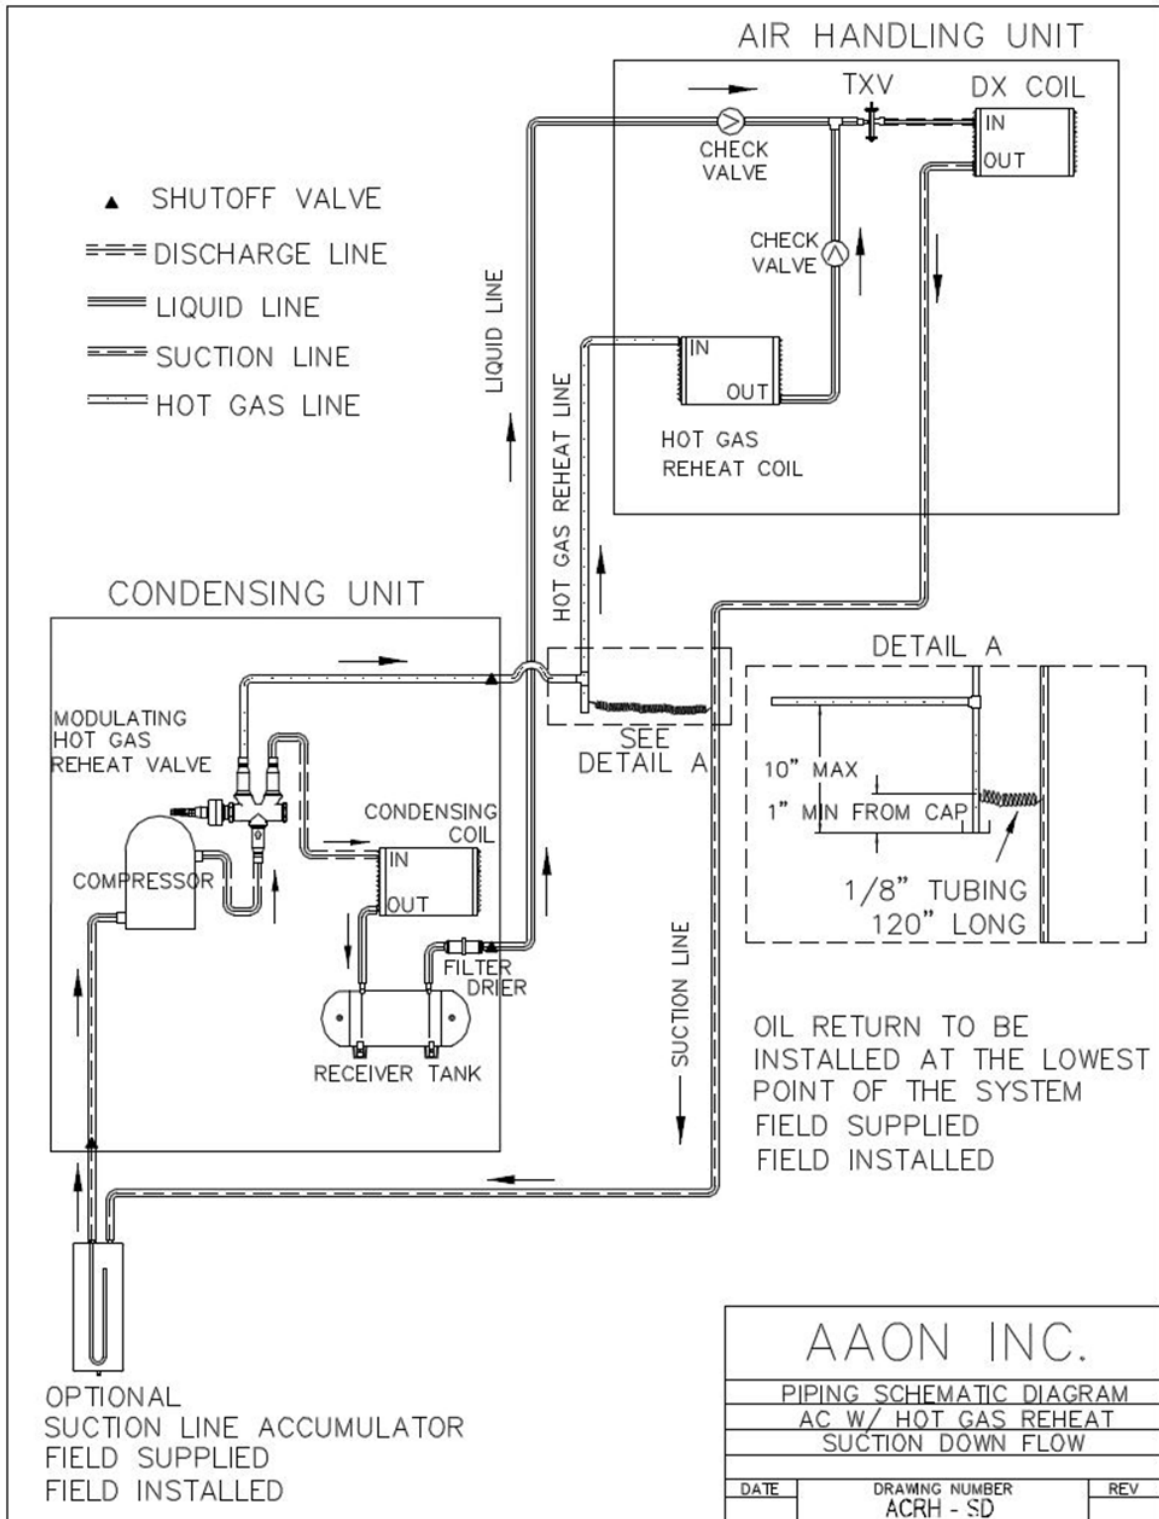 AIR HANDLING UNIT
TXV
DX COIL
IN
OUT
CHECK
VALVE
CHECK
VALVE
IN
OUT
HOT GAS
REHEAT COIL
▲ SHUTOFF VALVE
DISCHARGE LINE
LIQUID LINE
SUCTION LINE
HOT GAS LINE
LIQUID LINE
HOT GAS REHEAT LINE
CONDENSING UNIT
MODULATING
HOT GAS
REHEAT VALVE
CONDENSING
COIL
IN
OUT
COMPRESSOR
FILTER
DRIER
RECEIVER TANK
SEE
DETAIL A
SUCTION LINE
DETAIL A
10" MAX
1" MIN FROM CAP
1/8" TUBING
120" LONG
OIL RETURN TO BE
INSTALLED AT THE LOWEST
POINT OF THE SYSTEM
FIELD SUPPLIED
FIELD INSTALLED
OPTIONAL
SUCTION LINE ACCUMULATOR
FIELD SUPPLIED
FIELD INSTALLED
AAON INC.
PIPING SCHEMATIC DIAGRAM
AC W/ HOT GAS REHEAT
SUCTION DOWN FLOW
DATE
DRAWING NUMBER
REV
ACRH - SD